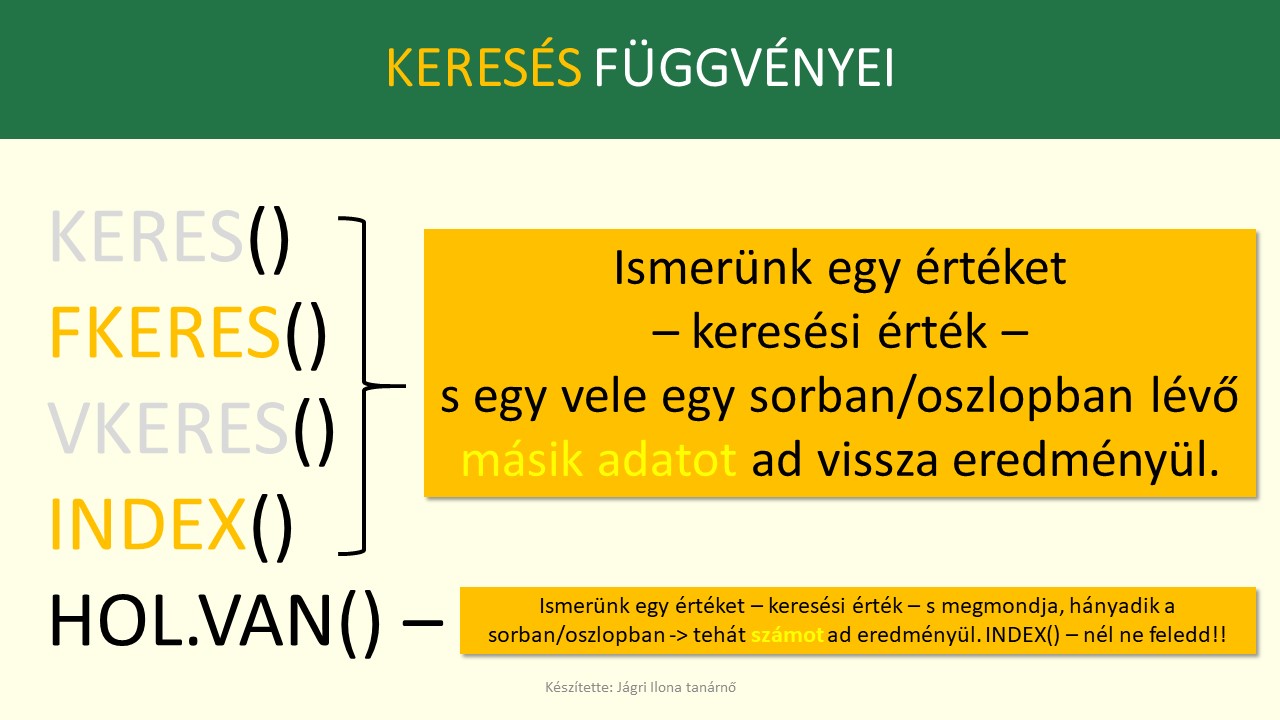 KERESÉS FÜGGVÉNYEI
KERES()
FKERES()
VKERES()
INDEX()
Ismerünk egy értéket
– keresési érték –
s egy vele egy sorban/oszlopban lévő
másik adatot ad vissza eredményül.
HOL.VAN() –
Ismerünk egy értéket – keresési érték – s megmondja, hányadik a
sorban/oszlopban -> tehát számot ad eredményül. INDEX() – nél ne feledd!!
Készítette: Jágri Ilona tanárnő